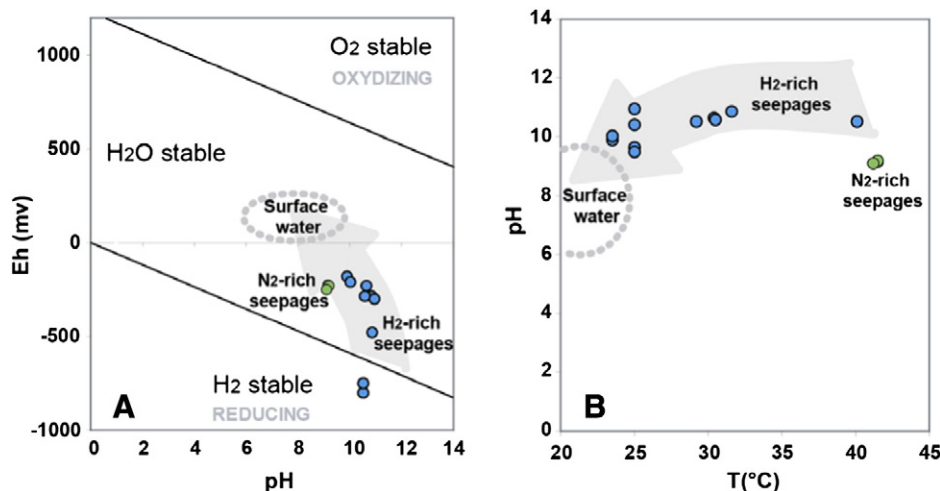 A
1000
500
0
-500
-1000
Eh (mv)
0
2
4
6
8
10
12
14
pH
O2 stable
OXYDIZING
H2O stable
Surface
water
N2-rich
seepages
H2-rich
seepages
H2 stable
REDUCING
A
B
14
12
10
8
6
4
2
0
pH
20
25
30
35
40
45
T(°C)
H2-rich
seepages
N2-rich
seepages
Surface
water
B